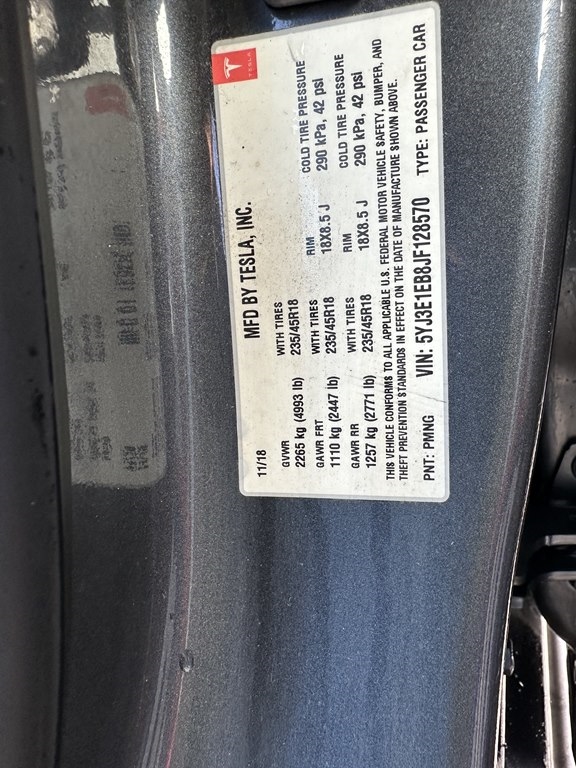 TESLA
MFD BY TESLA, INC.
11/18
GVWR WITH TIRES RIM COLD TIRE PRESSURE
2265 kg (4993 lb) 235/45R18 18X8.5 J 290 kPa, 42 psi
GAWR FRT WITH TIRES RIM COLD TIRE PRESSURE
1110 kg (2447 lb) 235/45R18 18X8.5 J 290 kPa, 42 psi
GAWR RR WITH TIRES
1257 kg (2771 lb) 235/45R18
THIS VEHICLE CONFORMS TO ALL APPLICABLE U.S. FEDERAL MOTOR VEHICLE SAFETY, BUMPER, AND
THEFT PREVENTION STANDARDS IN EFFECT ON THE DATE OF MANUFACTURE SHOWN ABOVE.
PNT: PMNG VIN: 5YJ3E1EB8JF128570 TYPE: PASSENGER CAR